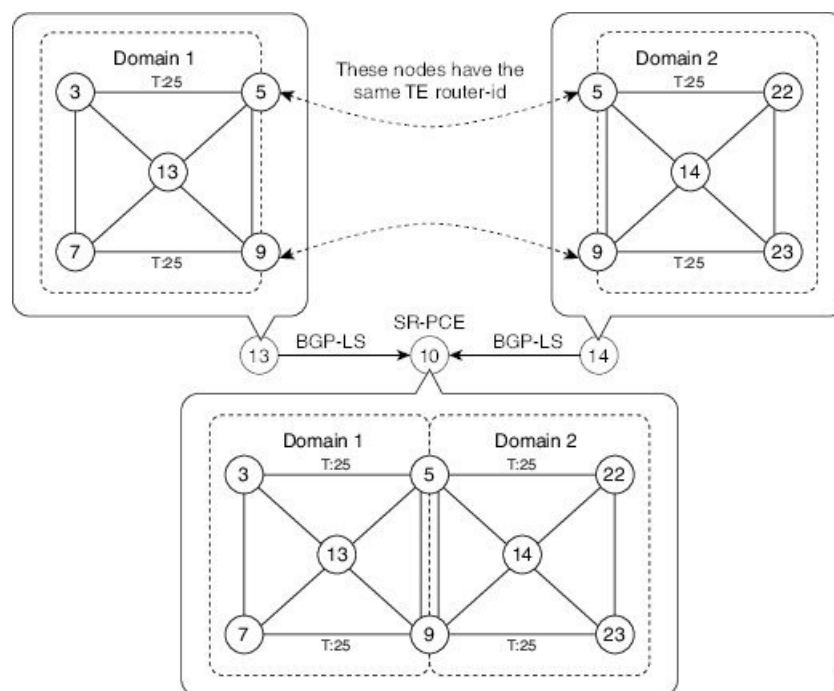 Domain 1
T:25
3
5
13
7
9
T:25
These nodes have the
same TE router-id
Domain 2
T:25
5
22
14
9
23
T:25
SR-PCE
13
BGP-LS
10
BGP-LS
14
Domain 1
Domain 2
T:25
T:25
3
5
22
13
14
7
9
23
T:25
T:25